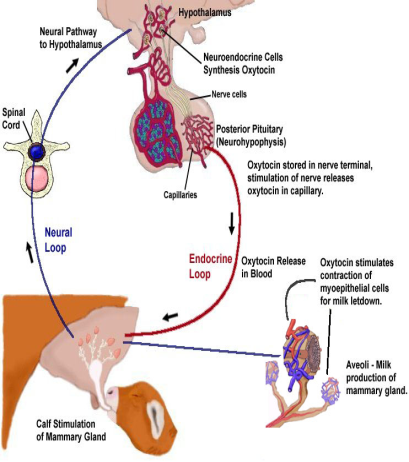 Hypothalamus
Neural Pathway
to Hypothalamus
Neuroendocrine Cells
Synthesis Oxytocin
Nerve cells
Spinal
Cord
Posterior Pituitary
(Neurohypophysis)
Oxytocin stored in nerve terminal,
stimulation of nerve releases
oxytocin in capillary.
Capillaries
Neural
Loop
Endocrine
Loop
Oxytocin Release
in Blood
Oxytocin stimulates
contraction of
myoepithelial cells
for milk letdown.
Aveoli - Milk
production of
mammary gland.
Calf Stimulation
of Mammary Gland